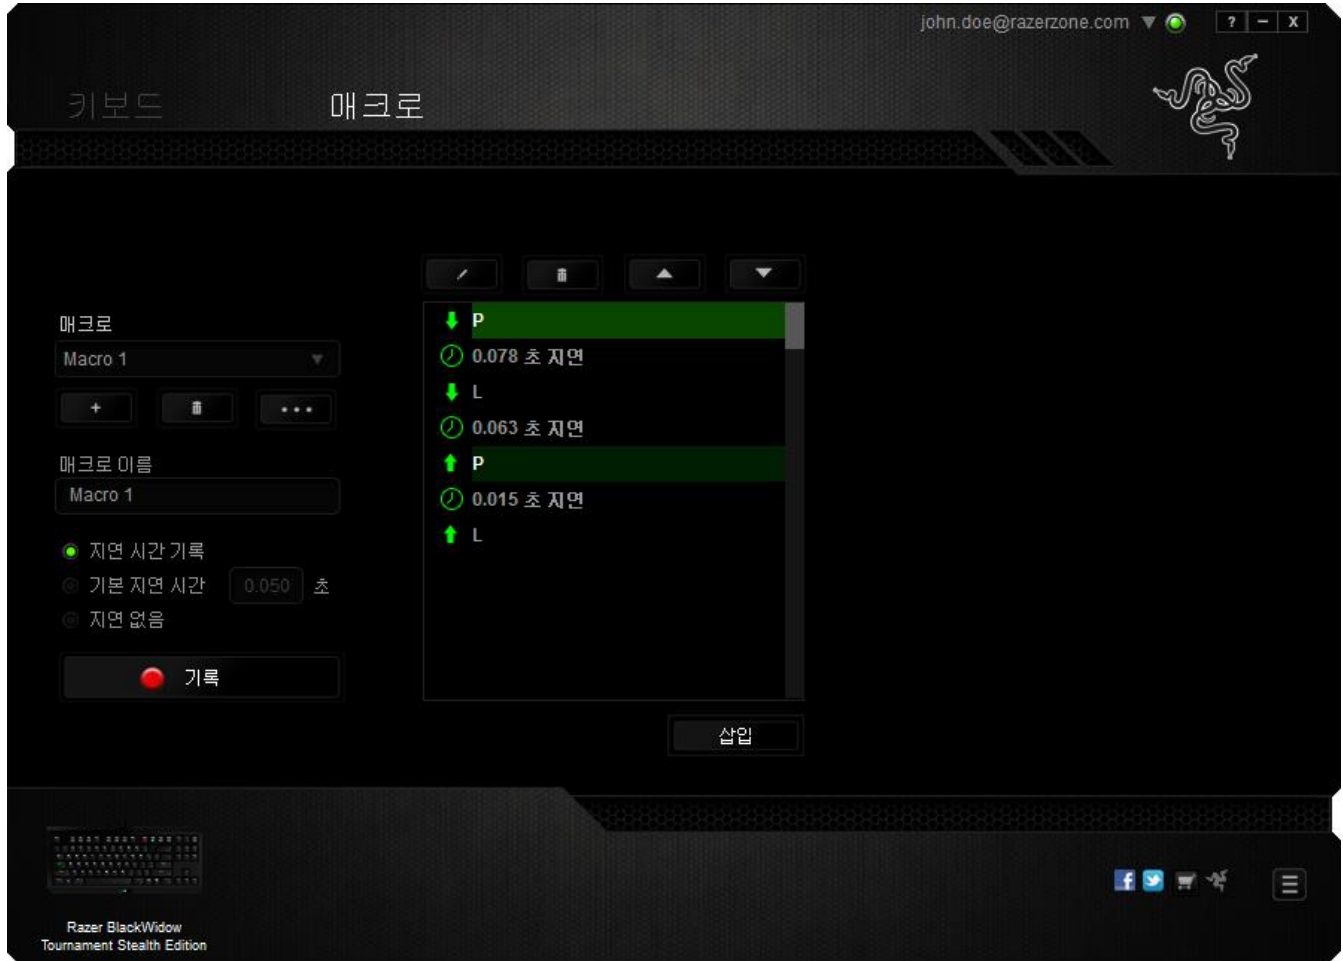 john.doe@razerzone.com
? – X
키보드
매크로
매크로
Macro 1
매크로 이름
Macro 1
지연 시간 기록
기본 지연 시간 0.050 초
지연 없음
기록
P
0.078 초 지연
L
0.063 초 지연
P
0.015 초 지연
L
삽입
Razer BlackWidow
Tournament Stealth Edition